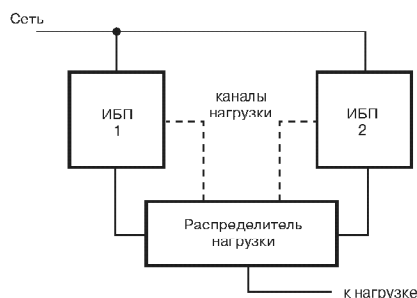 Сеть
ИБП
1
каналы
нагрузки
ИБП
2
Распределитель
нагрузки
к нагрузке